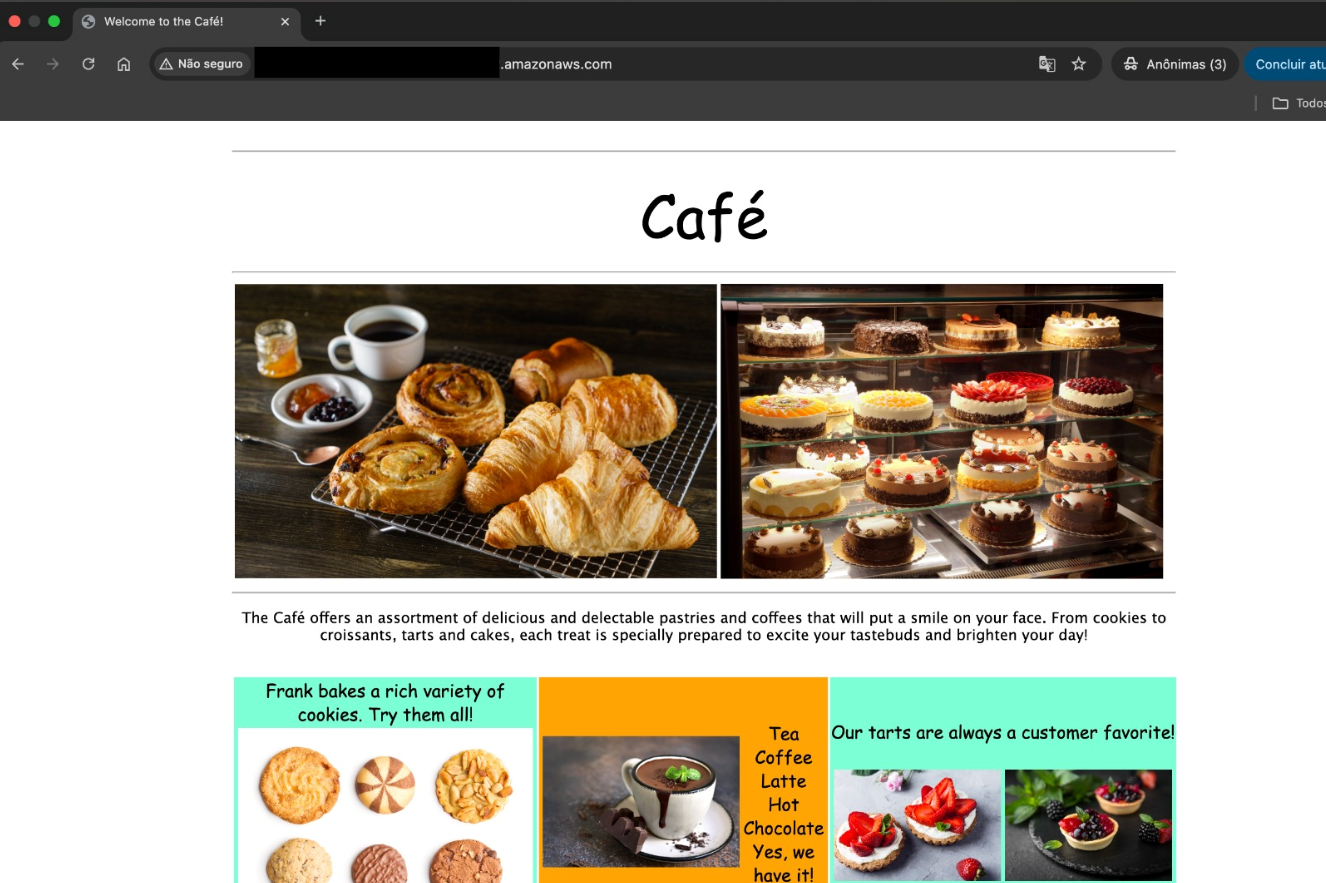 Welcome to the Café!
Não seguro
.amazonaws.com
Anônimas (3)
Concluir atu
Todos
Café
The Café offers an assortment of delicious and delectable pastries and coffees that will put a smile on your face. From cookies to
croissants, tarts and cakes, each treat is specially prepared to excite your tastebuds and brighten your day!
Frank bakes a rich variety of
cookies. Try them all!
Tea
Coffee
Latte
Hot
Chocolate
Yes, we
have it!
Our tarts are always a customer favorite!